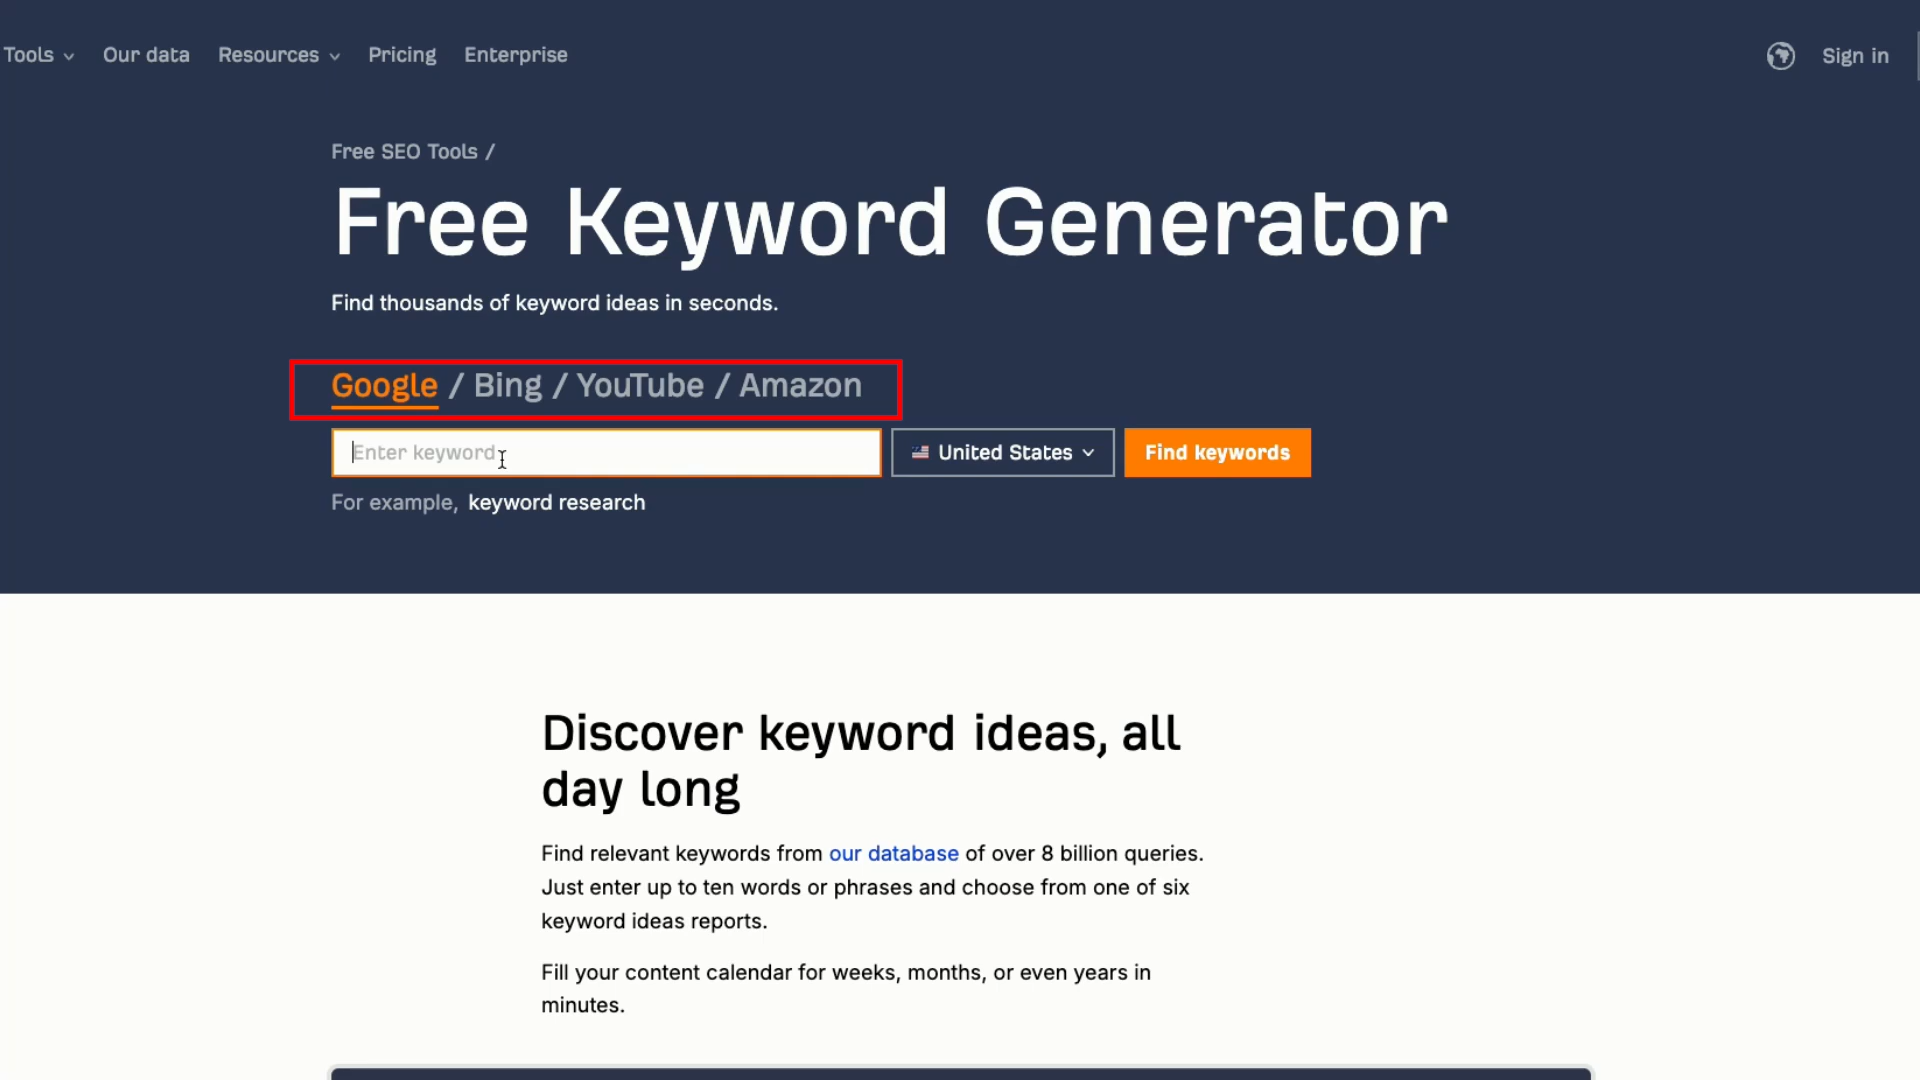 Tools Our data Resources Pricing Enterprise Sign in
Free SEO Tools /
Free Keyword Generator
Find thousands of keyword ideas in seconds.
Google / Bing / YouTube / Amazon
Enter keyword United States Find keywords
For example, keyword research
Discover keyword ideas, all
day long
Find relevant keywords from our database of over 8 billion queries.
Just enter up to ten words or phrases and choose from one of six
keyword ideas reports.
Fill your content calendar for weeks, months, or even years in
minutes.